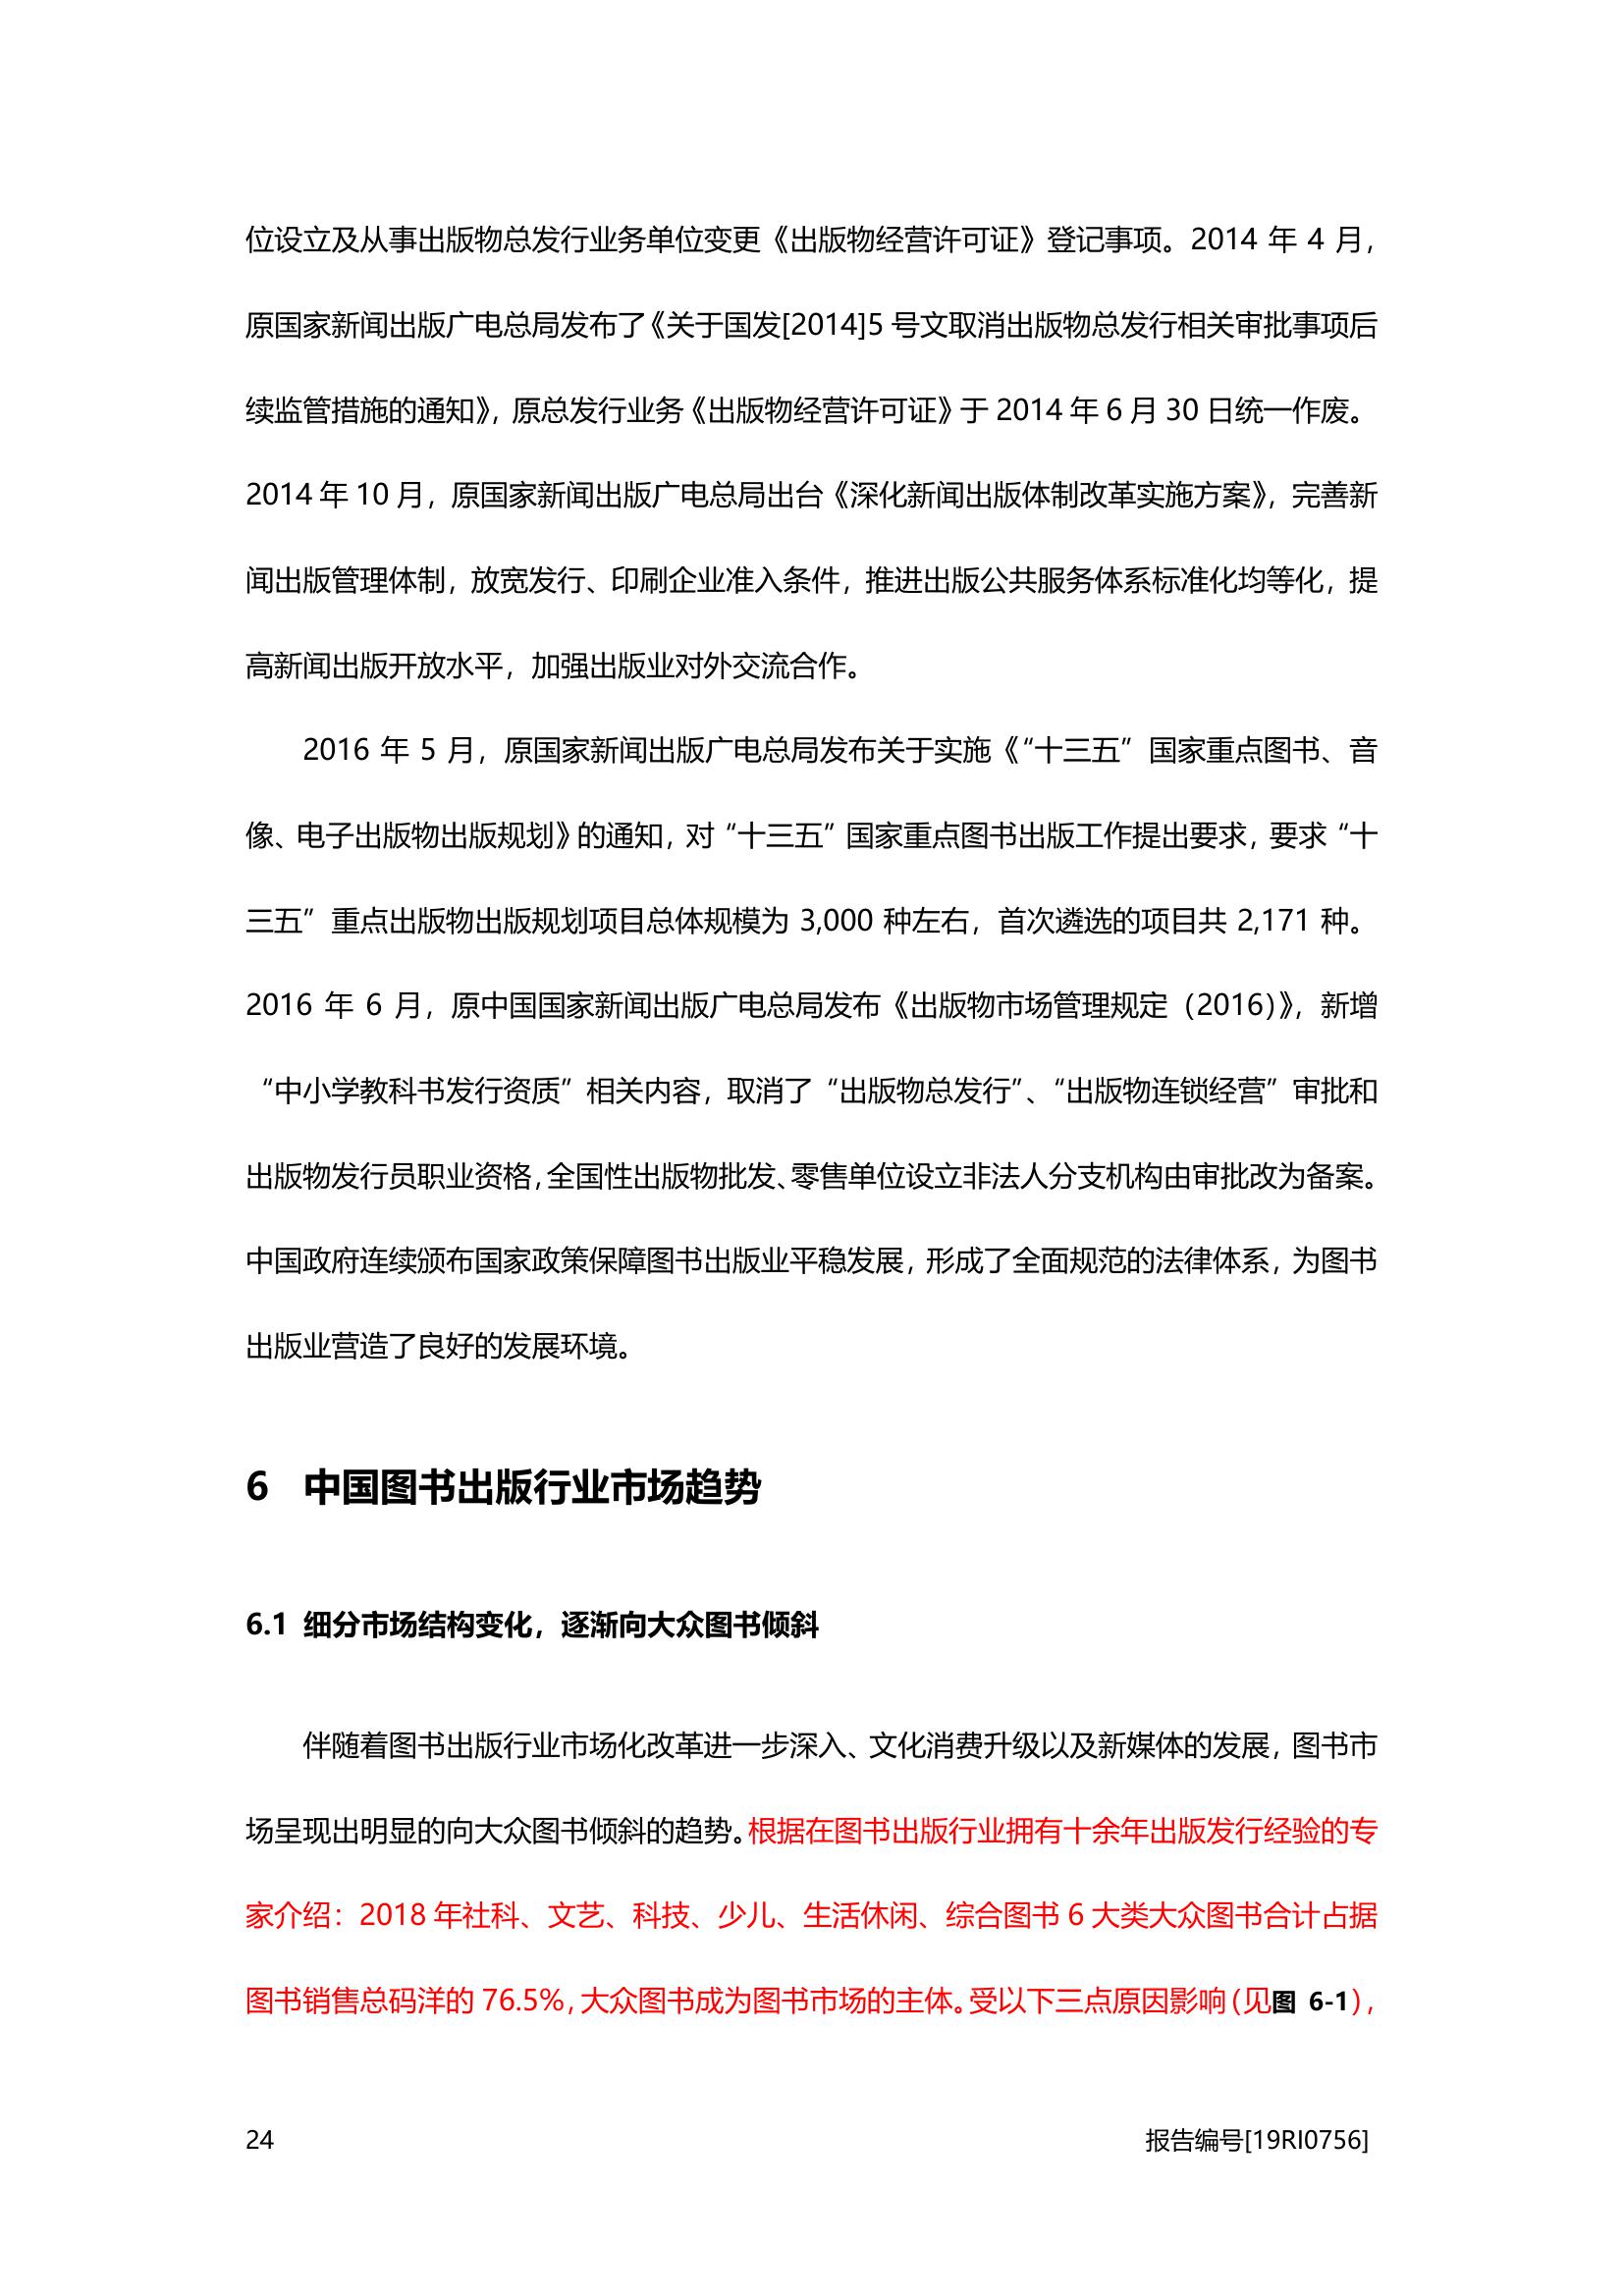 位设立及从事出版物总发行业务单位变更《出版物经营许可证》登记事项。2014 年 4 月，
原国家新闻出版广电总局发布了《关于国发[2014]5 号文取消出版物总发行相关审批事项后
续监管措施的通知》，原总发行业务《出版物经营许可证》于 2014 年 6 月 30 日统一作废。
2014 年 10 月，原国家新闻出版广电总局出台《深化新闻出版体制改革实施方案》，完善新
闻出版管理体制，放宽发行、印刷企业准入条件，推进出版公共服务体系标准化均等化，提
高新闻出版开放水平，加强出版业对外交流合作。
2016 年 5 月，原国家新闻出版广电总局发布关于实施《“十三五”国家重点图书、音
像、电子出版物出版规划》的通知，对“十三五”国家重点图书出版工作提出要求，要求“十
三五”重点出版物出版规划项目总体规模为 3,000 种左右，首次遴选的项目共 2,171 种。
2016 年 6 月，原中国国家新闻出版广电总局发布《出版物市场管理规定（2016）》，新增
“中小学教科书发行资质”相关内容，取消了“出版物总发行”、“出版物连锁经营”审批和
出版物发行员职业资格，全国性出版物批发、零售单位设立非法人分支机构由审批改为备案。
中国政府连续颁布国家政策保障图书出版业平稳发展，形成了全面规范的法律体系，为图书
出版业营造了良好的发展环境。
6 中国图书出版行业市场趋势
6.1 细分市场结构变化，逐渐向大众图书倾斜
伴随着图书出版行业市场化改革进一步深入、文化消费升级以及新媒体的发展，图书市
场呈现出明显的向大众图书倾斜的趋势。根据在图书出版行业拥有十余年出版发行经验的专
家介绍：2018 年社科、文艺、科技、少儿、生活休闲、综合图书 6 大类大众图书合计占据
图书销售总码洋的 76.5%，大众图书成为图书市场的主体。受以下三点原因影响（见图 6-1），
24 报告编号[19RI0756]